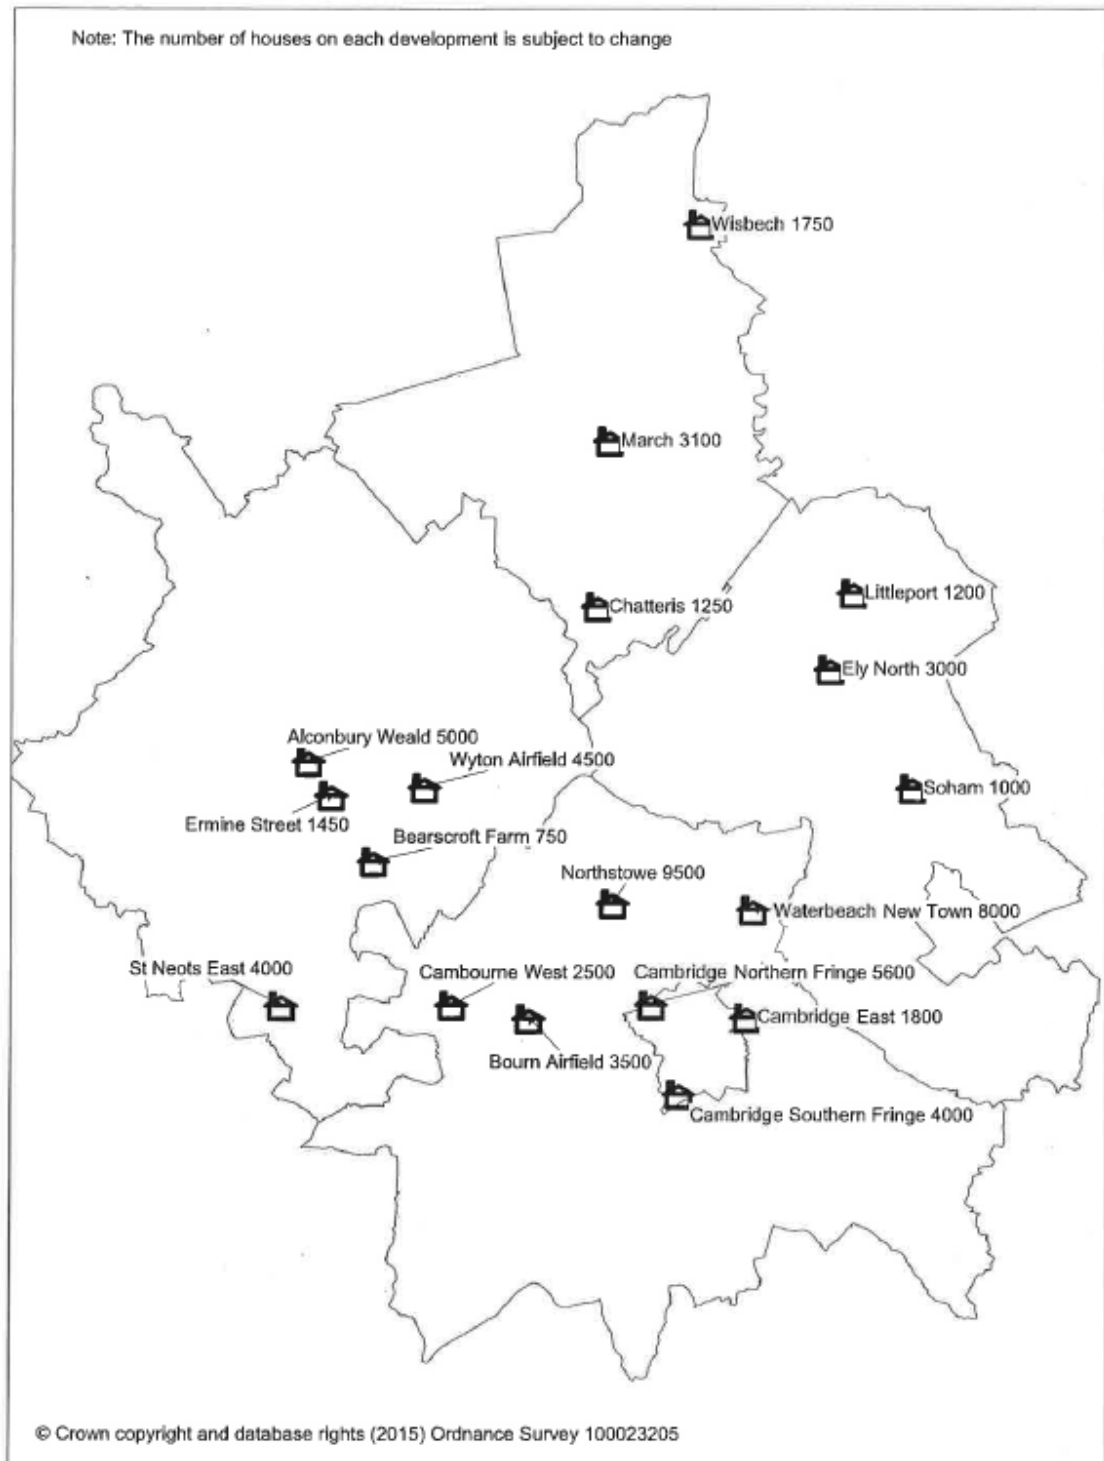 Note: The number of houses on each development is subject to change
Wisbech 1750
March 3100
Littleport 1200
Chatteris 1250
Ely North 3000
Alconbury Weald 5000
Wyton Airfield 4500
Soham 1000
Ermine Street 1450
Bearscroft Farm 750
Northstowe 9500
Waterbeach New Town 8000
St Neots East 4000
Cambourne West 2500
Cambridge Northern Fringe 5600
Cambridge East 1800
Bourn Airfield 3500
Cambridge Southern Fringe 4000
© Crown copyright and database rights (2015) Ordnance Survey 100023205